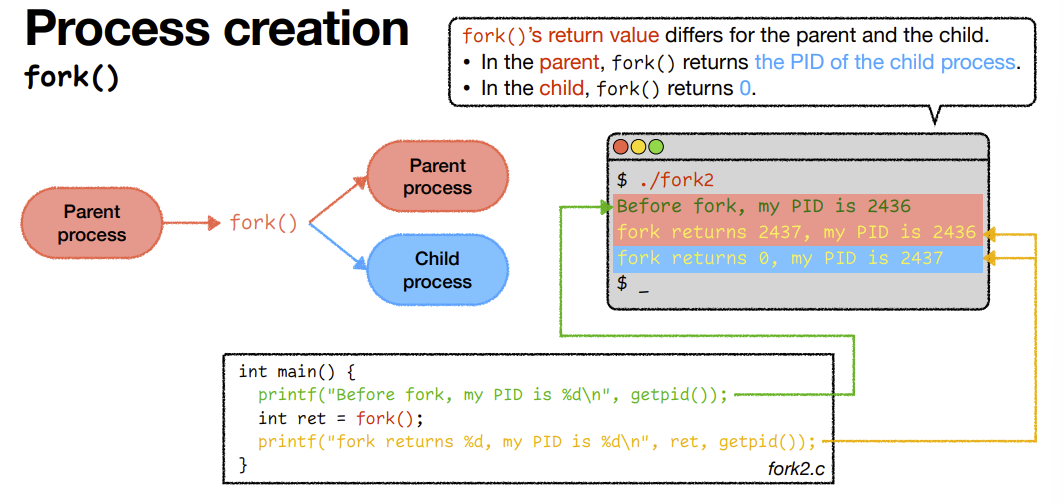 Process creation
fork()
fork()'s return value differs for the parent and the child.
• In the parent, fork() returns the PID of the child process.
• In the child, fork() returns 0.
Parent
process
fork()
Parent
process
Child
process
$ ./fork2
Before fork, my PID is 2436
fork returns 2437, my PID is 2436
fork returns 0, my PID is 2437
$ _
int main() {
  printf("Before fork, my PID is %d\n", getpid());
  int ret = fork();
  printf("fork returns %d, my PID is %d\n", ret, getpid());
}
fork2.c